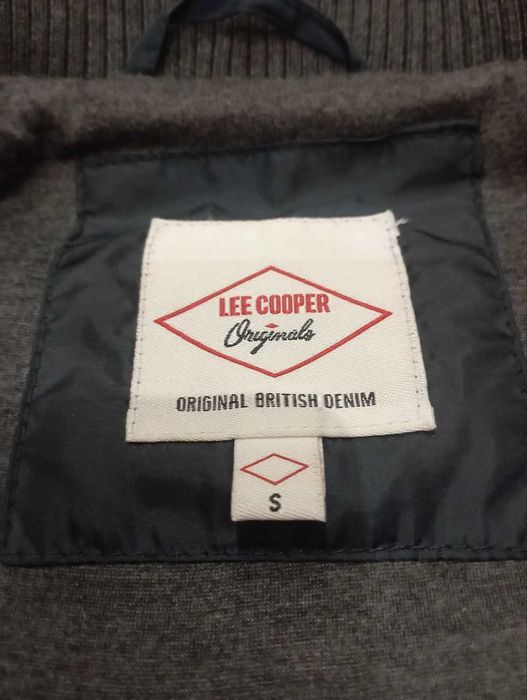 LEE COOPER
Originals
ORIGINAL BRITISH DENIM
S